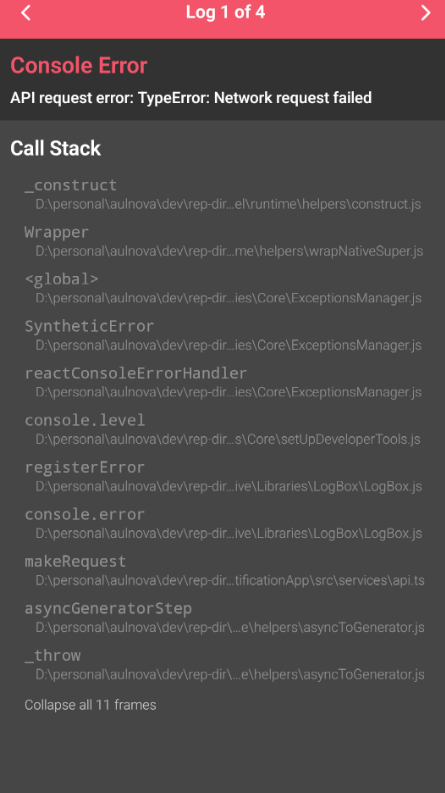 Log 1 of 4
Console Error
API request error: TypeError: Network request failed
Call Stack
_construct
D:\personal\aulnova\dev\rep-dir...el\runtime\helpers\construct.js
Wrapper
D:\personal\aulnova\dev\rep-dir...me\helpers\wrapNativeSuper.js
<global>
D:\personal\aulnova\dev\rep-dir...ies\Core\ExceptionsManager.js
SyntheticError
D:\personal\aulnova\dev\rep-dir...ies\Core\ExceptionsManager.js
reactConsoleErrorHandler
D:\personal\aulnova\dev\rep-dir...ies\Core\ExceptionsManager.js
console.level
D:\personal\aulnova\dev\rep-dir...s\Core\setUpDeveloperTools.js
registerError
D:\personal\aulnova\dev\rep-dir...ive\Libraries\LogBox\LogBox.js
console.error
D:\personal\aulnova\dev\rep-dir...ive\Libraries\LogBox\LogBox.js
makeRequest
D:\personal\aulnova\dev\rep-dir...tificationApp\src\services\api.ts
asyncGeneratorStep
D:\personal\aulnova\dev\rep-dir\...e\helpers\asyncToGenerator.js
_throw
D:\personal\aulnova\dev\rep-dir\...e\helpers\asyncToGenerator.js
Collapse all 11 frames